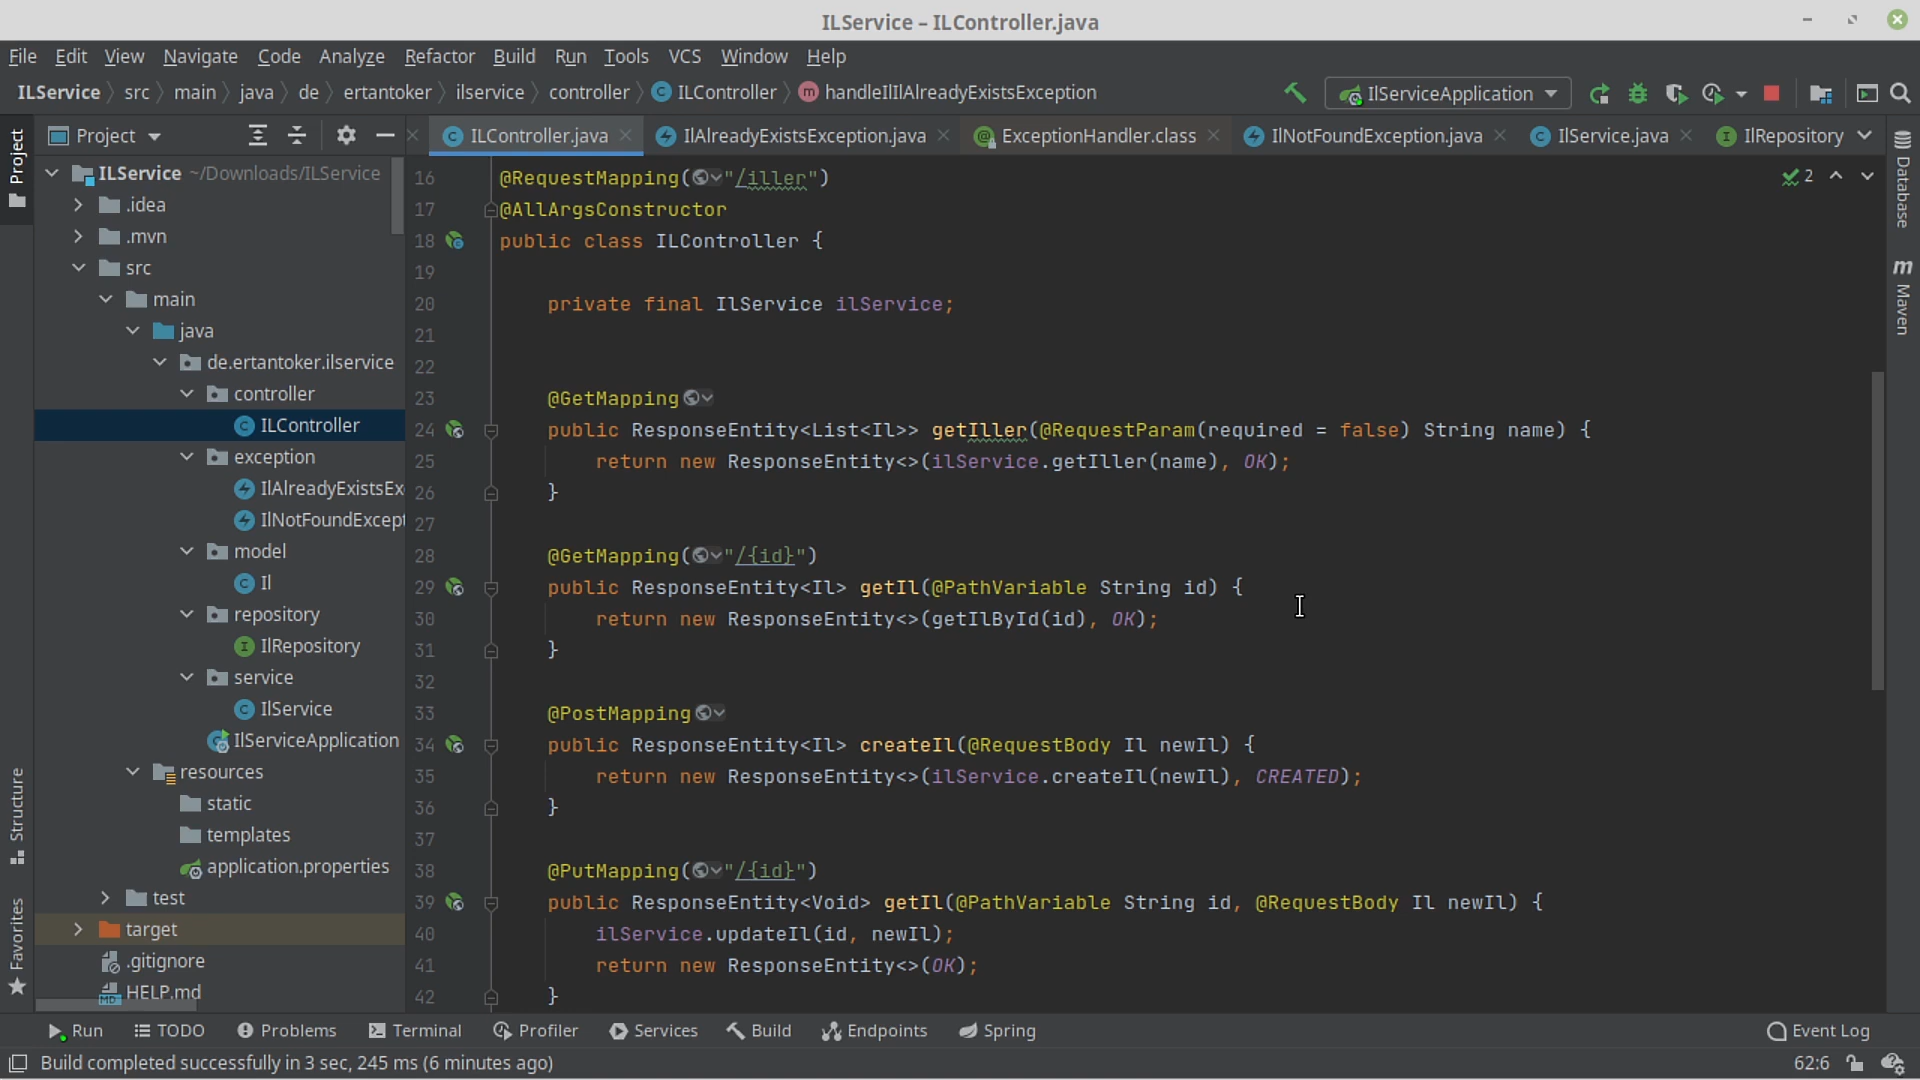 ILService – ILController.java
File Edit View Navigate Code Analyze Refactor Build Run Tools VCS Window Help
ILService src main java de ertantoker ilservice controller ILController handleIlIlAlreadyExistsException
IlServiceApplication
Project
ILController.java IlAlreadyExistsException.java ExceptionHandler.class IlNotFoundException.java IlService.java IlRepository
Project
Structure
Favorites
Database
Maven
ILService ~/Downloads/ILService
.idea
.mvn
src
main
java
de.ertantoker.ilservice
controller
ILController
exception
IlAlreadyExistsEx
IlNotFoundExcept
model
Il
repository
IlRepository
service
IlService
IlServiceApplication
resources
static
templates
application.properties
test
target
.gitignore
HELP.md
2
16 @RequestMapping("/iller")
17 @AllArgsConstructor
18 public class ILController {
19
20 private final IlService ilService;
21
22
23 @GetMapping
24 public ResponseEntity<List<Il>> getIller(@RequestParam(required = false) String name) {
25 return new ResponseEntity<>(ilService.getIller(name), OK);
26 }
27
28 @GetMapping("/{id}")
29 public ResponseEntity<Il> getIl(@PathVariable String id) {
30 return new ResponseEntity<>(getIlById(id), OK);
31 }
32
33 @PostMapping
34 public ResponseEntity<Il> createIl(@RequestBody Il newIl) {
35 return new ResponseEntity<>(ilService.createIl(newIl), CREATED);
36 }
37
38 @PutMapping("/{id}")
39 public ResponseEntity<Void> getIl(@PathVariable String id, @RequestBody Il newIl) {
40 ilService.updateIl(id, newIl);
41 return new ResponseEntity<>(OK);
42 }
Run TODO Problems Terminal Profiler Services Build Endpoints Spring Event Log
Build completed successfully in 3 sec, 245 ms (6 minutes ago) 62:6